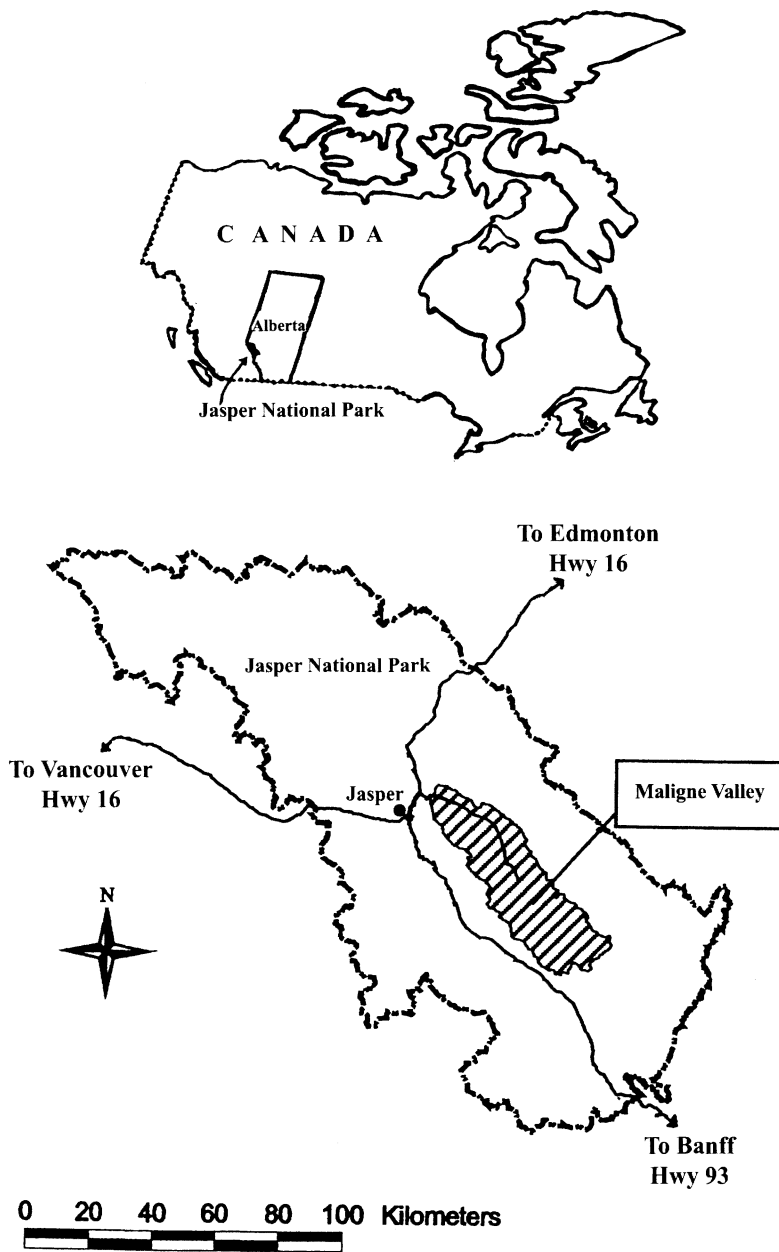 C A N A D A
Alberta
Jasper National Park
To Edmonton
Hwy 16
Jasper National Park
To Vancouver
Hwy 16
Jasper
Maligne Valley
N
To Banff
Hwy 93
0 20 40 60 80 100 Kilometers